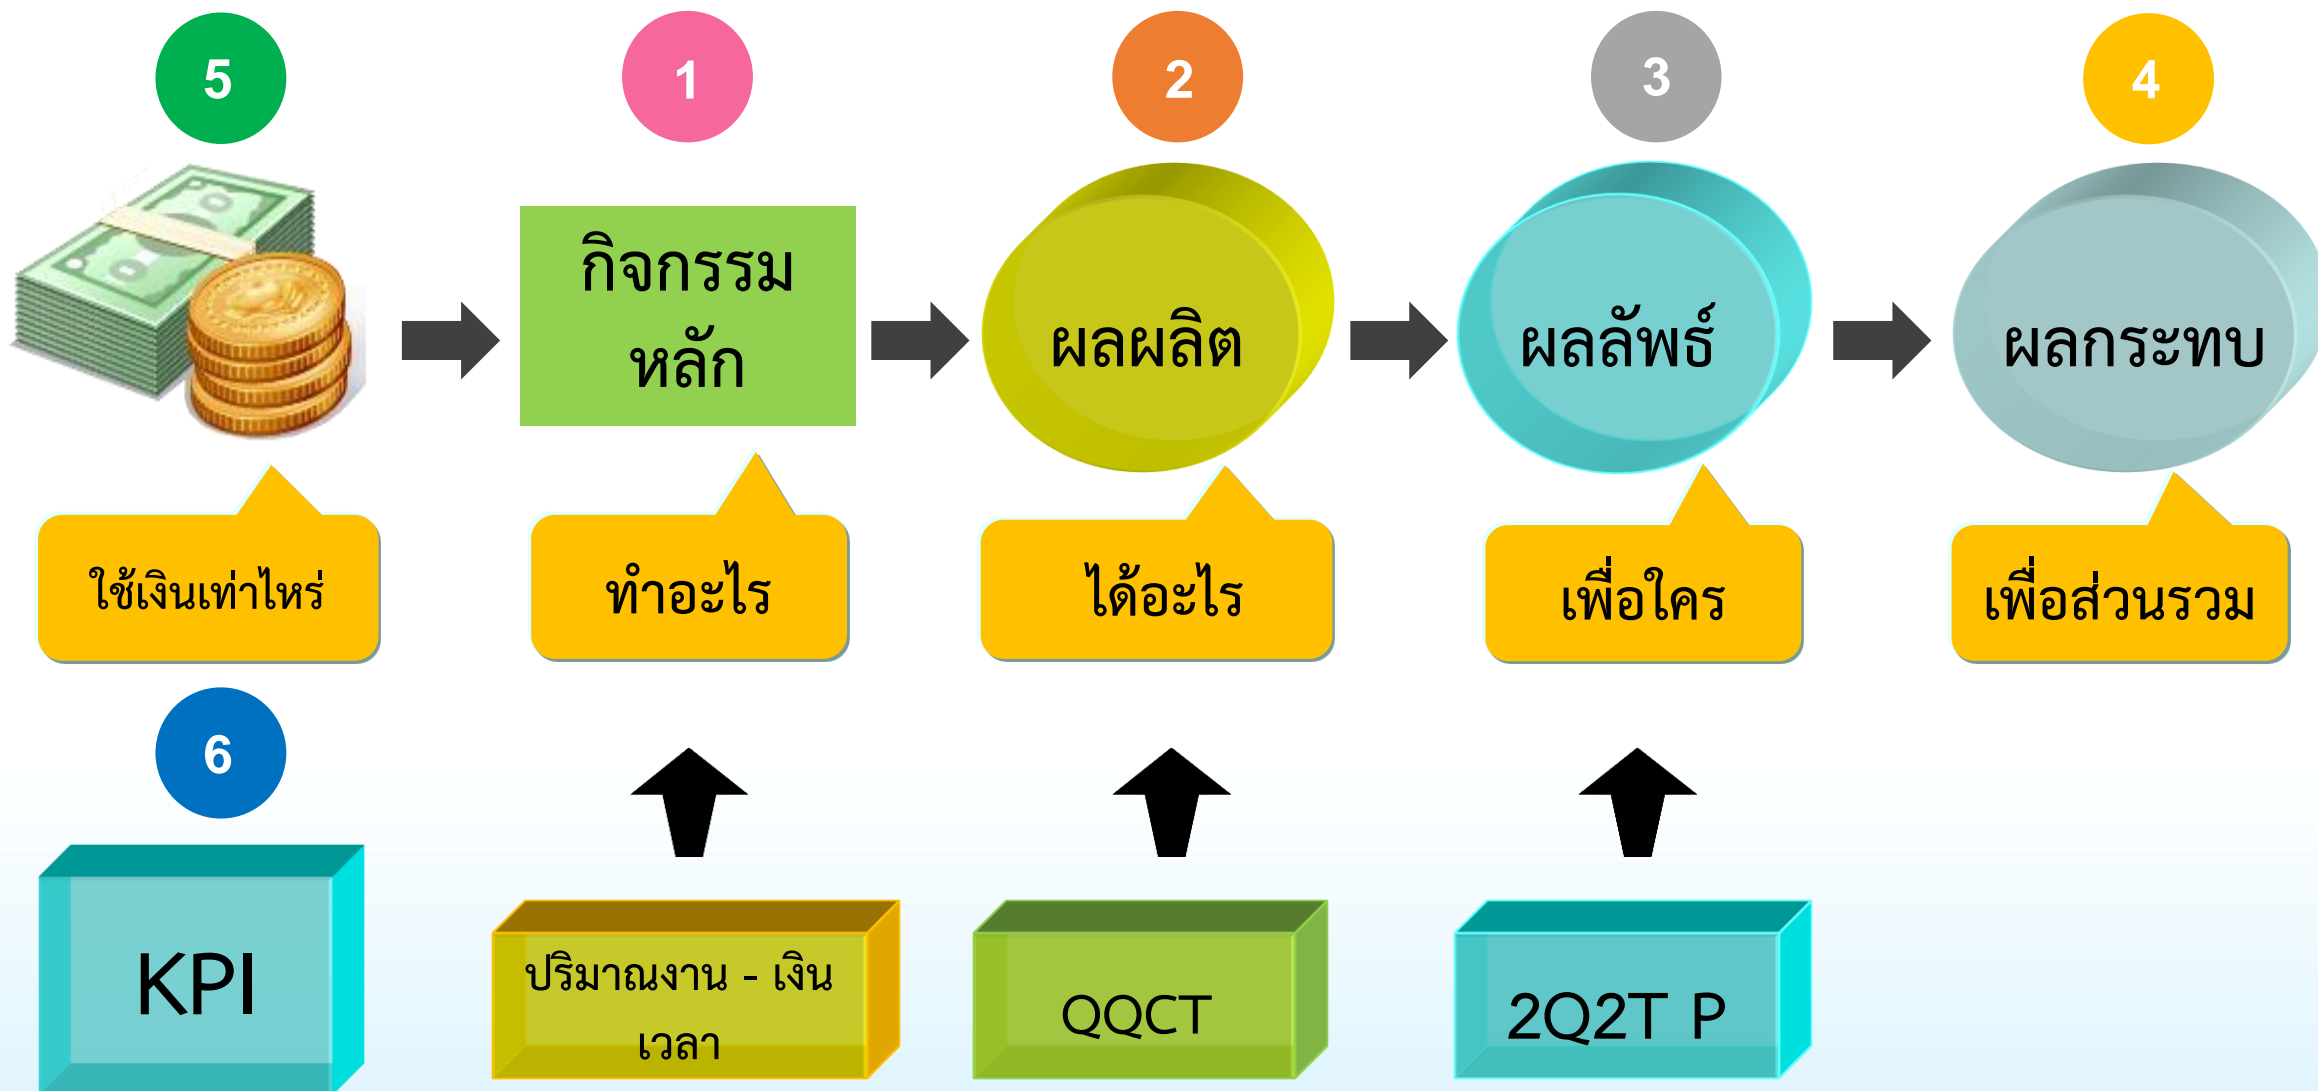 5
1
2
3
4
กิจกรรม
หลัก
ผลผลิต
ผลลัพธ์
ผลกระทบ
ใช้เงินเท่าไหร่
ทำอะไร
ได้อะไร
เพื่อใคร
เพื่อส่วนรวม
6
KPI
ปริมาณงาน - เงิน
เวลา
QQCT
2Q2T P